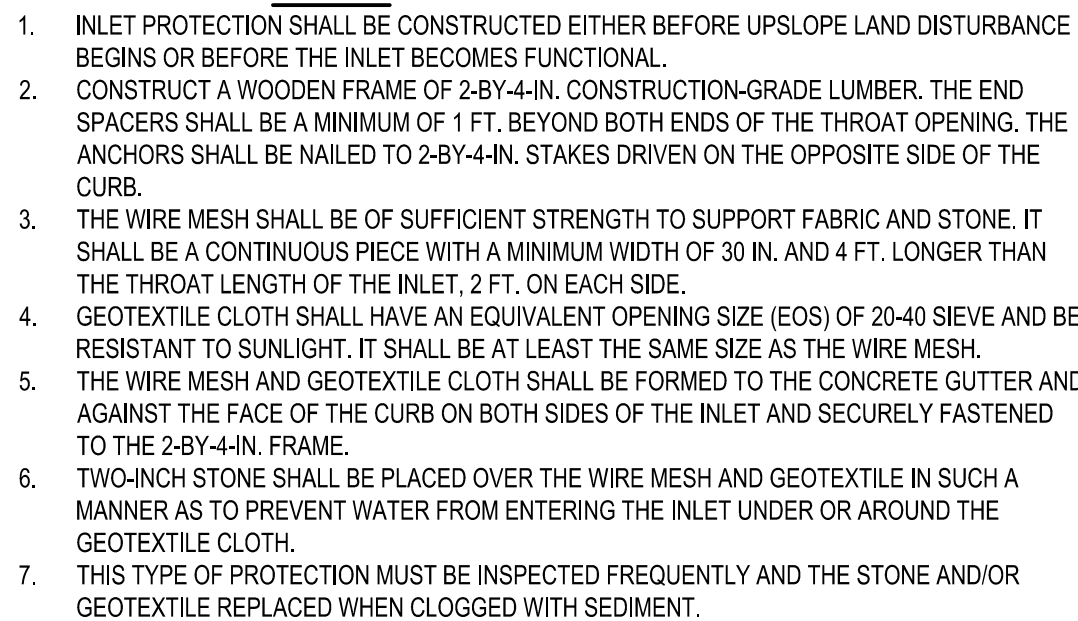 1. INLET PROTECTION SHALL BE CONSTRUCTED EITHER BEFORE UPSLOPE LAND DISTURBANCE
BEGINS OR BEFORE THE INLET BECOMES FUNCTIONAL.
2. CONSTRUCT A WOODEN FRAME OF 2-BY-4-IN. CONSTRUCTION-GRADE LUMBER. THE END
SPACERS SHALL BE A MINIMUM OF 1 FT. BEYOND BOTH ENDS OF THE THROAT OPENING. THE
ANCHORS SHALL BE NAILED TO 2-BY-4-IN. STAKES DRIVEN ON THE OPPOSITE SIDE OF THE
CURB.
3. THE WIRE MESH SHALL BE OF SUFFICIENT STRENGTH TO SUPPORT FABRIC AND STONE. IT
SHALL BE A CONTINUOUS PIECE WITH A MINIMUM WIDTH OF 30 IN. AND 4 FT. LONGER THAN
THE THROAT LENGTH OF THE INLET, 2 FT. ON EACH SIDE.
4. GEOTEXTILE CLOTH SHALL HAVE AN EQUIVALENT OPENING SIZE (EOS) OF 20-40 SIEVE AND BE
RESISTANT TO SUNLIGHT. IT SHALL BE AT LEAST THE SAME SIZE AS THE WIRE MESH.
5. THE WIRE MESH AND GEOTEXTILE CLOTH SHALL BE FORMED TO THE CONCRETE GUTTER AND
AGAINST THE FACE OF THE CURB ON BOTH SIDES OF THE INLET AND SECURELY FASTENED
TO THE 2-BY-4-IN. FRAME.
6. TWO-INCH STONE SHALL BE PLACED OVER THE WIRE MESH AND GEOTEXTILE IN SUCH A
MANNER AS TO PREVENT WATER FROM ENTERING THE INLET UNDER OR AROUND THE
GEOTEXTILE CLOTH.
7. THIS TYPE OF PROTECTION MUST BE INSPECTED FREQUENTLY AND THE STONE AND/OR
GEOTEXTILE REPLACED WHEN CLOGGED WITH SEDIMENT.